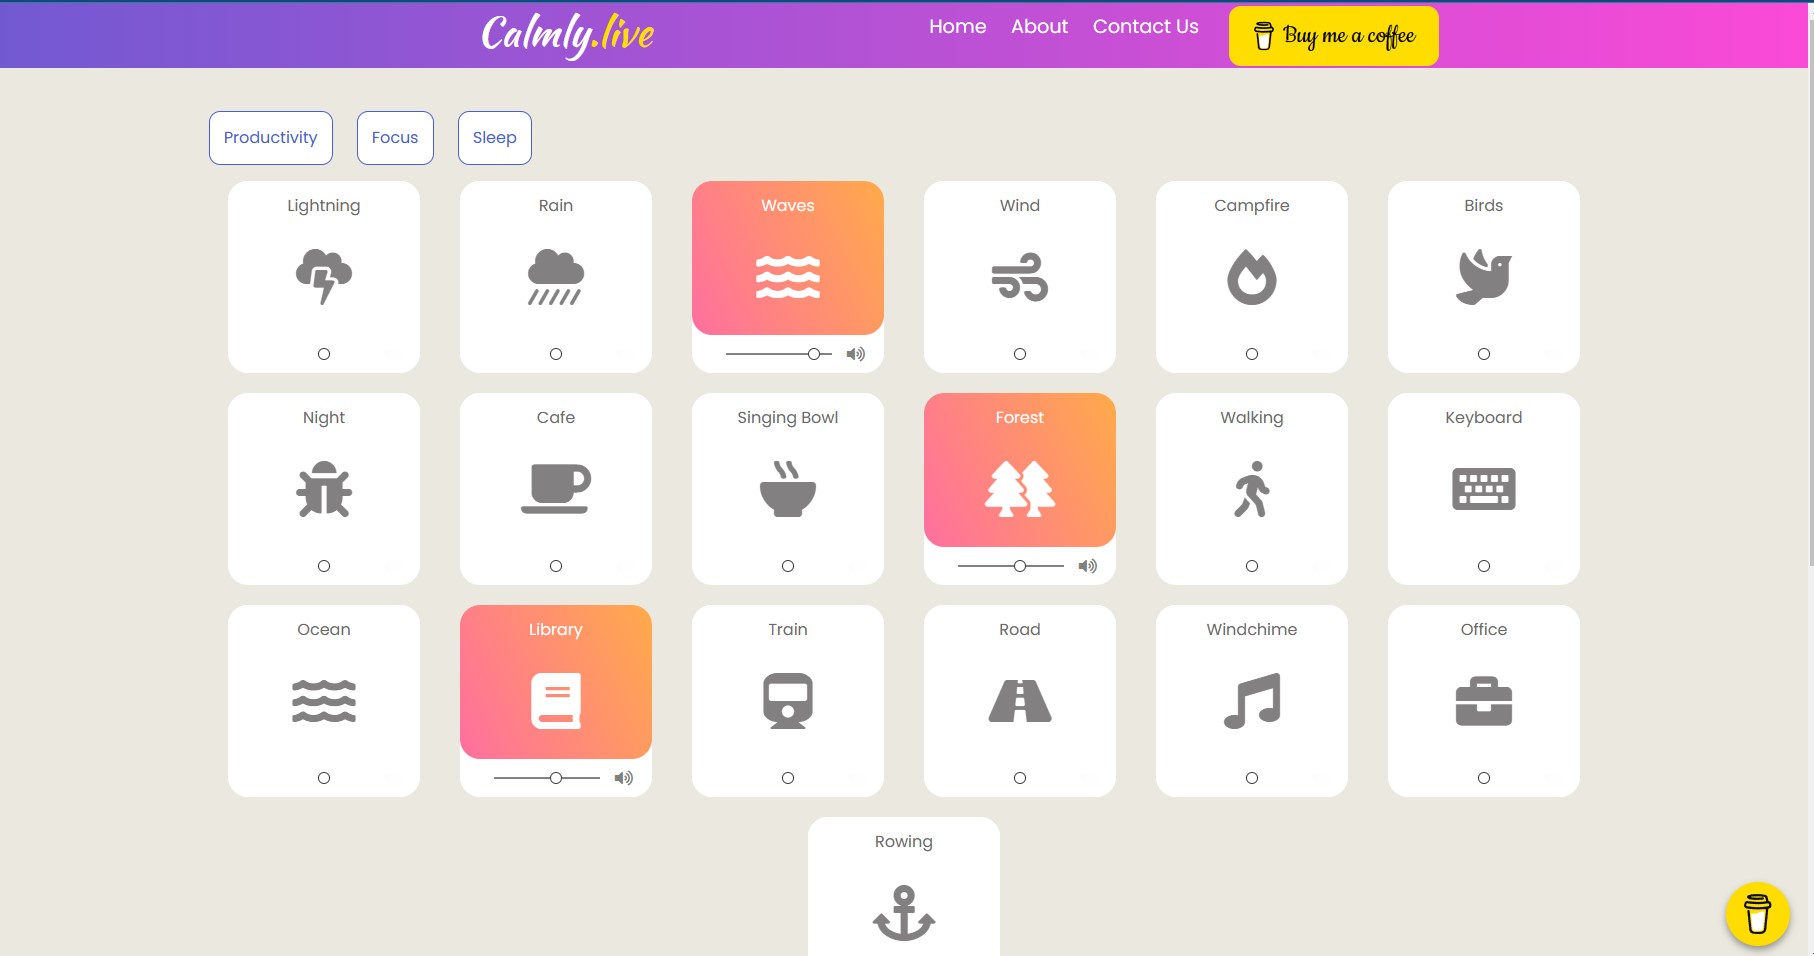 Calmly.live
Home About Contact Us
Buy me a coffee
Productivity Focus Sleep
Lightning Rain Waves Wind Campfire Birds
Night Cafe Singing Bowl Forest Walking Keyboard
Ocean Library Train Road Windchime Office
Rowing